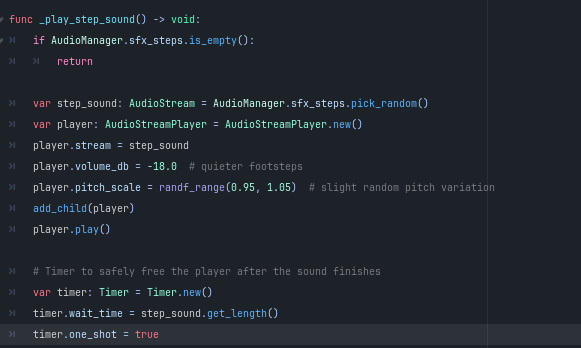 func _play_step_sound() -> void:
if AudioManager.sfx_steps.is_empty():
return
var step_sound: AudioStream = AudioManager.sfx_steps.pick_random()
var player: AudioStreamPlayer = AudioStreamPlayer.new()
player.stream = step_sound
player.volume_db = -18.0  # quieter footsteps
player.pitch_scale = randf_range(0.95, 1.05)  # slight random pitch variation
add_child(player)
player.play()
# Timer to safely free the player after the sound finishes
var timer: Timer = Timer.new()
timer.wait_time = step_sound.get_length()
timer.one_shot = true